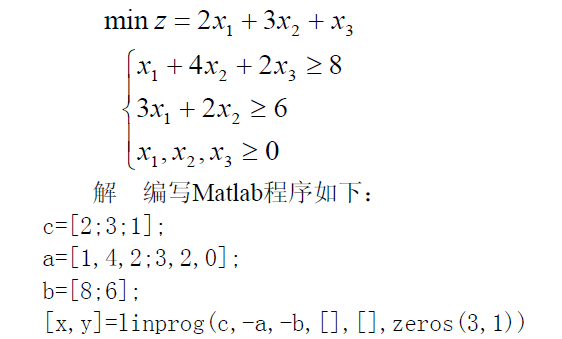 min z = 2x₁ + 3x₂ + x₃
x₁ + 4x₂ + 2x₃ ≥ 8
3x₁ + 2x₂ ≥ 6
x₁, x₂, x₃ ≥ 0
解 编写Matlab程序如下：
c=[2;3;1];
a=[1,4,2;3,2,0];
b=[8;6];
[x,y]=linprog(c,-a,-b,[],[],zeros(3,1))